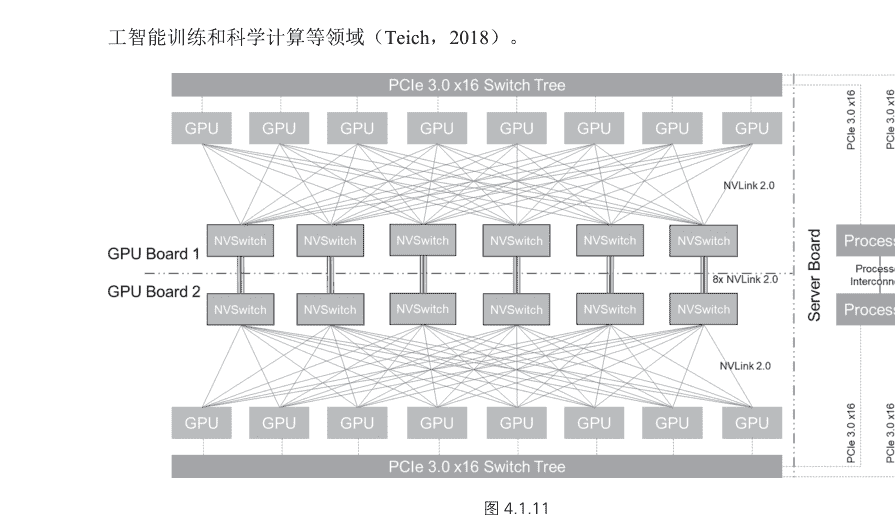 工智能训练和科学计算等领域（Teich，2018）。
PCIe 3.0 x16 Switch Tree
GPU GPU GPU GPU GPU GPU GPU GPU
PCIe 3.0 x16
PCIe 3.0 x16
NVLink 2.0
NVSwitch NVSwitch NVSwitch NVSwitch NVSwitch NVSwitch
GPU Board 1
GPU Board 2
8x NVLink 2.0
NVSwitch NVSwitch NVSwitch NVSwitch NVSwitch NVSwitch
Server Board
Process
Process
Interconn
Process
NVLink 2.0
GPU GPU GPU GPU GPU GPU GPU GPU
PCIe 3.0 x16
PCIe 3.0 x16
PCIe 3.0 x16 Switch Tree
图 4.1.11